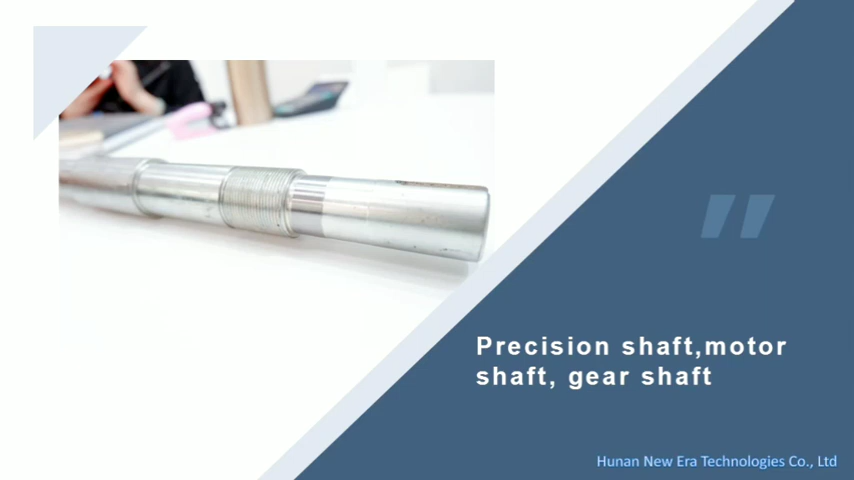 Precision shaft,motor
shaft, gear shaft
Hunan New Era Technologies Co., Ltd